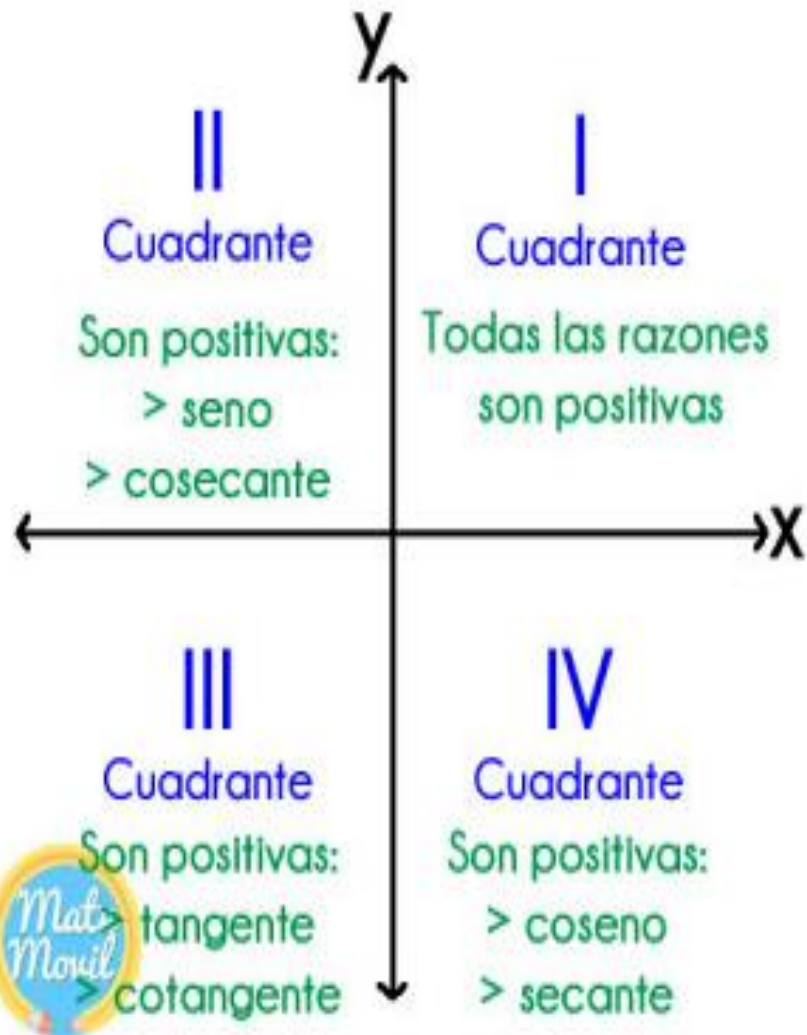 y
II
Cuadrante
Son positivas:
> seno
> cosecante
I
Cuadrante
Todas las razones
son positivas
X
III
Cuadrante
Son positivas:
> tangente
> cotangente
IV
Cuadrante
Son positivas:
> coseno
> secante
Mat
Movil